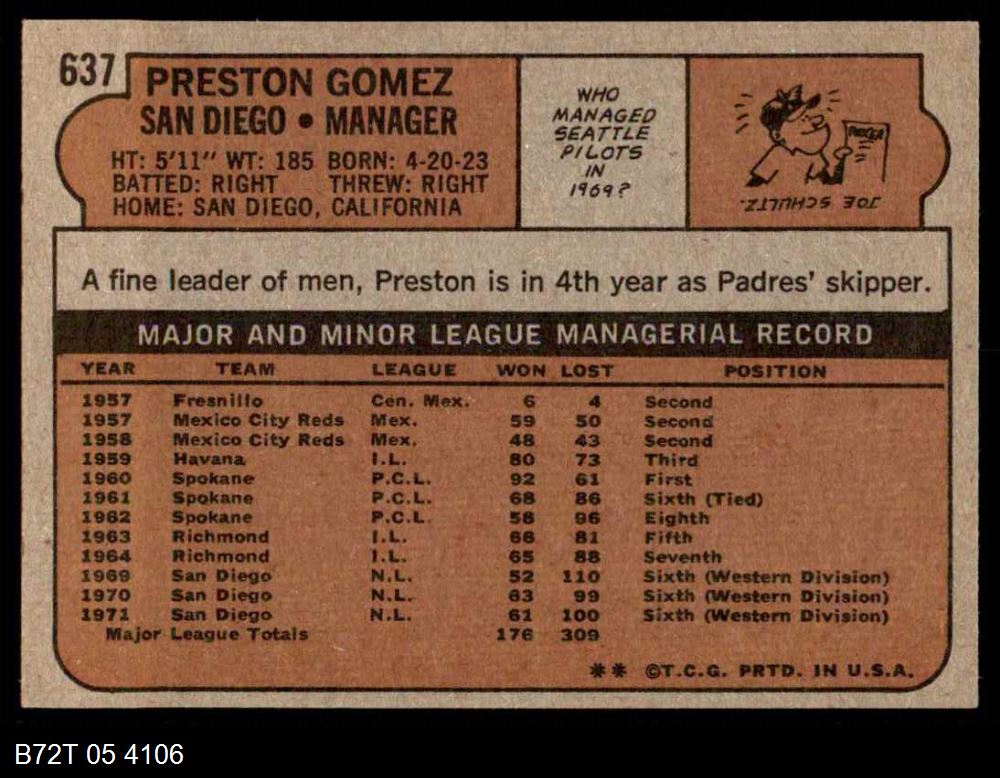 637
PRESTON GOMEZ
SAN DIEGO • MANAGER
HT: 5'11" WT: 185 BORN: 4-20-23
BATTED: RIGHT THREW: RIGHT
HOME: SAN DIEGO, CALIFORNIA
WHO
MANAGED
SEATTLE
PILOTS
IN
1969?
JOE SCHULTZ.
A fine leader of men, Preston is in 4th year as Padres' skipper.
MAJOR AND MINOR LEAGUE MANAGERIAL RECORD
YEAR TEAM LEAGUE WON LOST POSITION
1957 Fresnillo Cen. Mex. 6 4 Second
1957 Mexico City Reds Mex. 59 50 Second
1958 Mexico City Reds Mex. 48 43 Second
1959 Havana I.L. 80 73 Third
1960 Spokane P.C.L. 92 61 First
1961 Spokane P.C.L. 68 86 Sixth (Tied)
1962 Spokane P.C.L. 58 96 Eighth
1963 Richmond I.L. 66 81 Fifth
1964 Richmond I.L. 65 88 Seventh
1969 San Diego N.L. 52 110 Sixth (Western Division)
1970 San Diego N.L. 63 99 Sixth (Western Division)
1971 San Diego N.L. 61 100 Sixth (Western Division)
Major League Totals 176 309
** ©T.C.G. PRTD. IN U.S.A.
B72T 05 4106